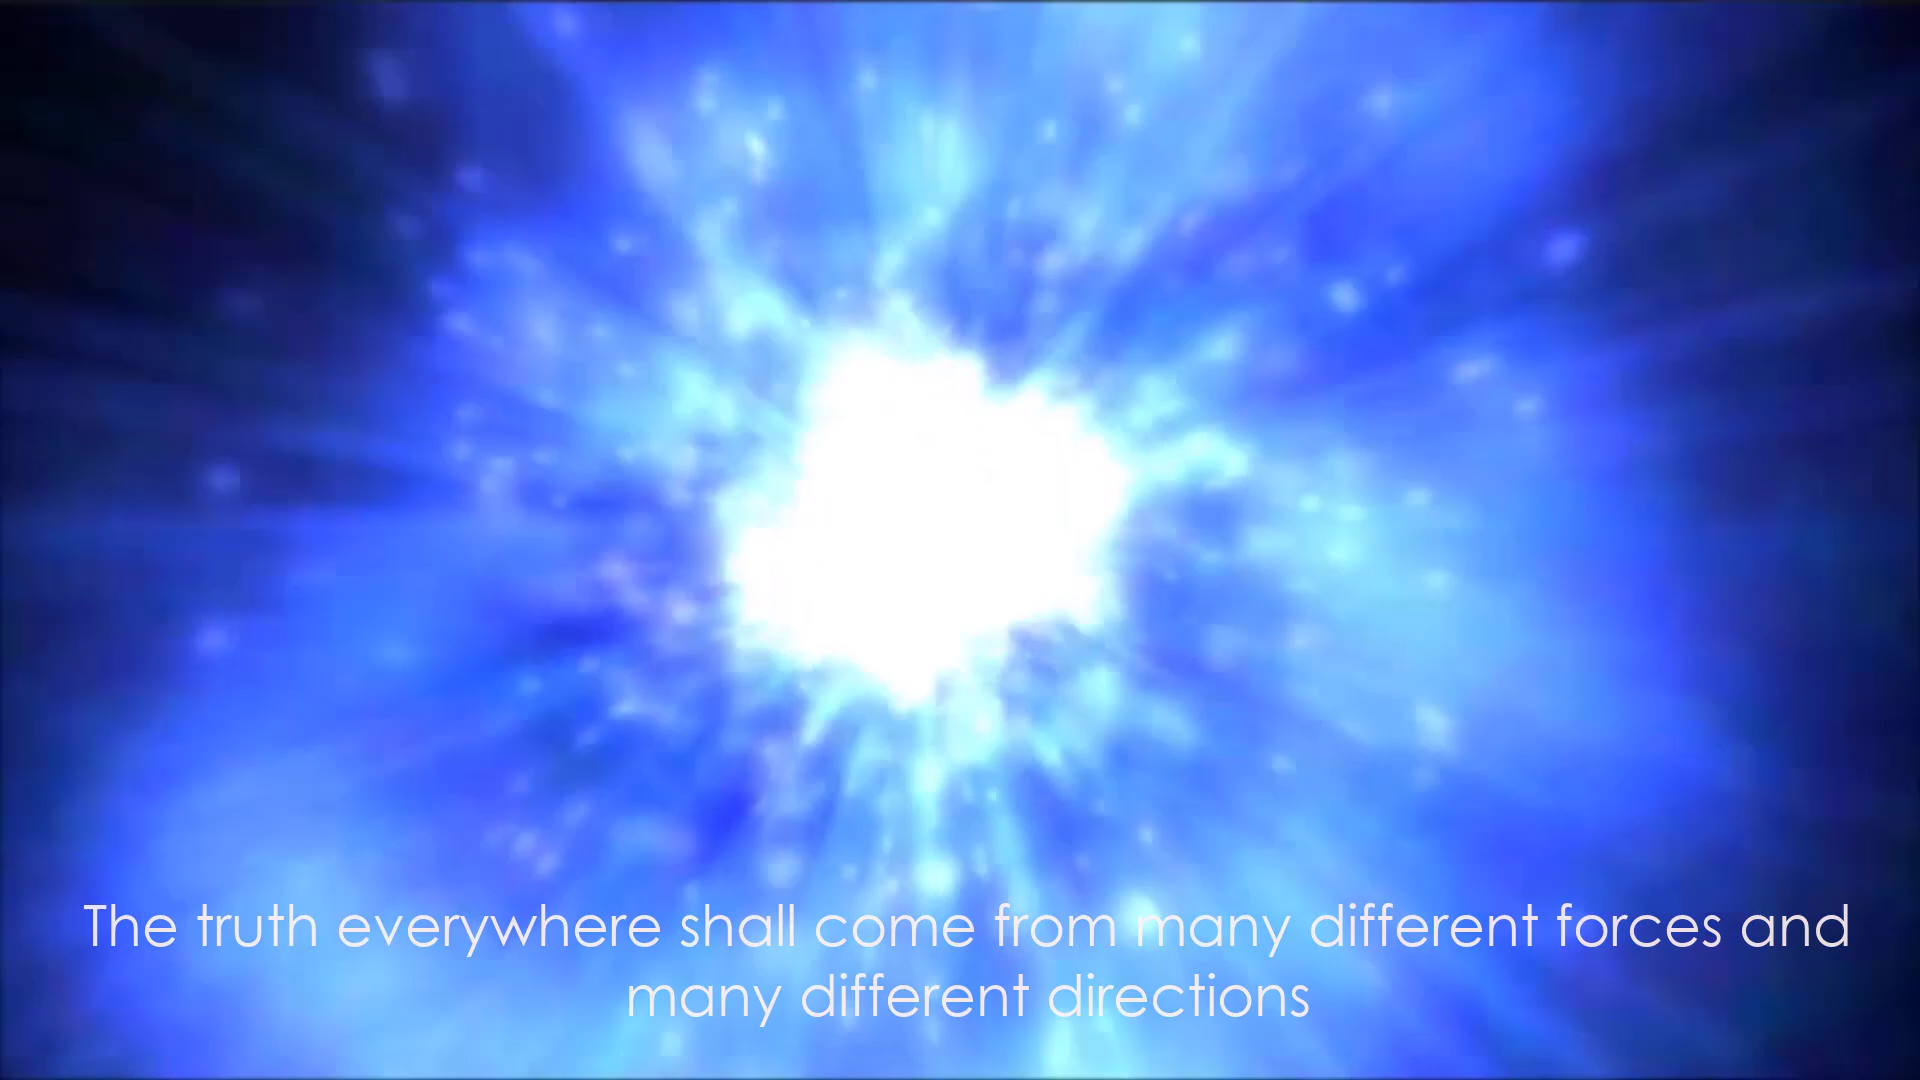 The truth everywhere shall come from many different forces and
many different directions